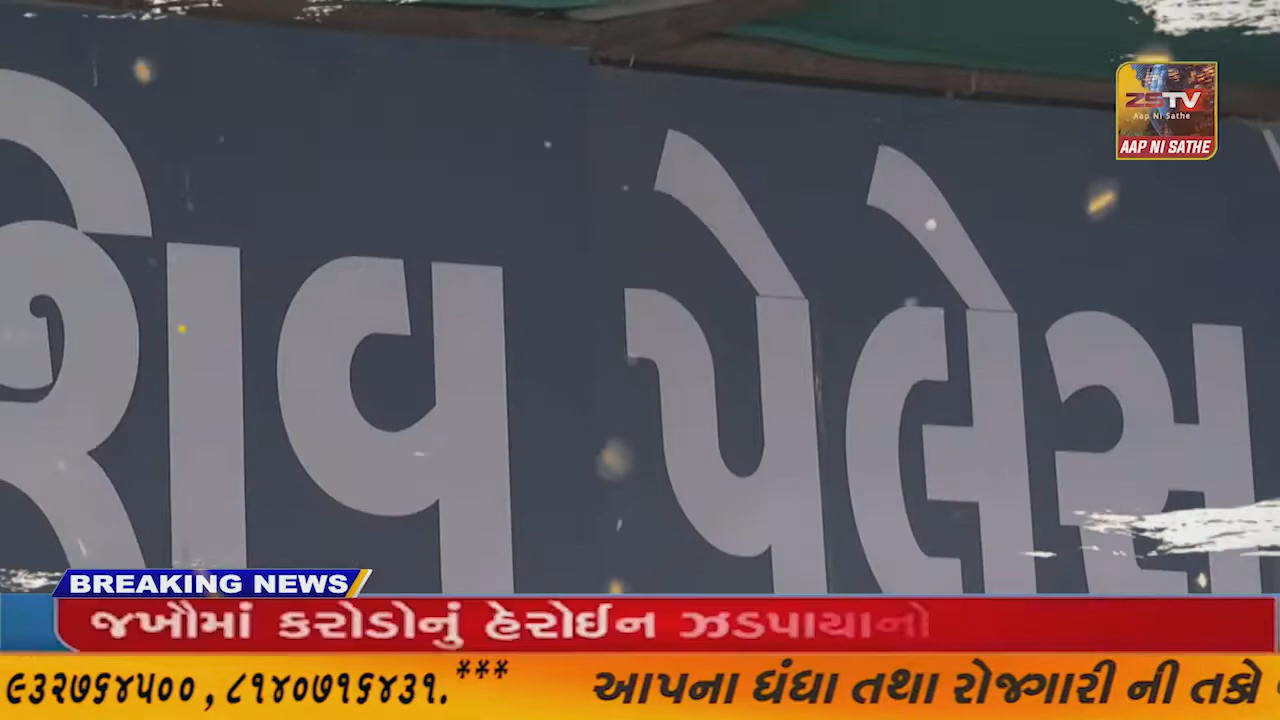 શિવ પેલેસ
ZSTV
Aap Ni Sathe
AAP NI SATHE
BREAKING NEWS
જખૌમાં કરોડોનું હેરોઈન ઝડપાયાનો
૯૩૨૭૬૪૫૦૦,૮૧૪૦૭૧૬૪૩૧.*** આપના ધંધા તથા રોજગારી ની તકો